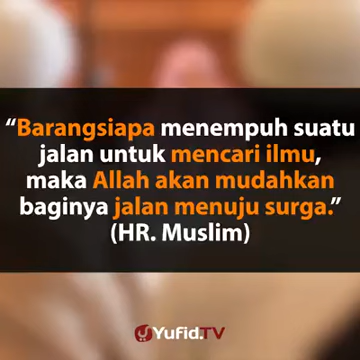 “Barangsiapa menempuh suatu
jalan untuk mencari ilmu,
maka Allah akan mudahkan
baginya jalan menuju surga.”
(HR. Muslim)
Yufid.TV